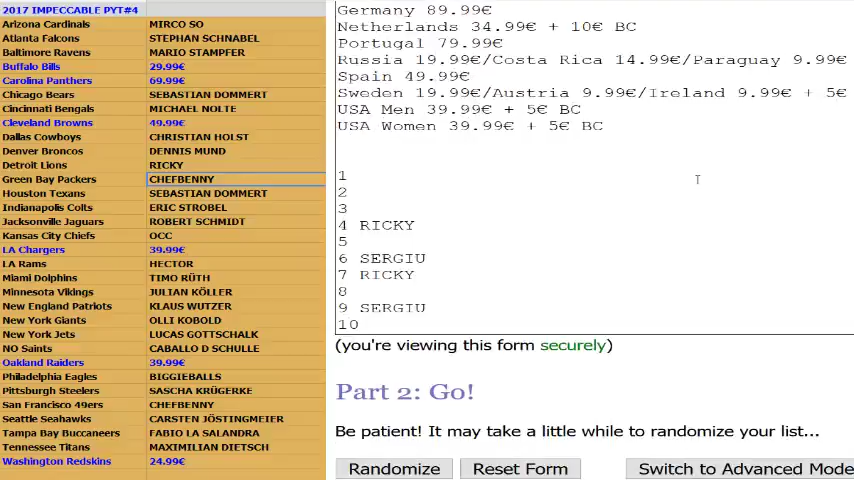 2017 IMPECCABLE PYT#4
Arizona Cardinals MIRCO SO
Atlanta Falcons STEPHAN SCHNABEL
Baltimore Ravens MARIO STAMPFER
Buffalo Bills 29.99€
Carolina Panthers 69.99€
Chicago Bears SEBASTIAN DOMMERT
Cincinnati Bengals MICHAEL NOLTE
Cleveland Browns 49.99€
Dallas Cowboys CHRISTIAN HOLST
Denver Broncos DENNIS MUND
Detroit Lions RICKY
Green Bay Packers CHEFBENNY
Houston Texans SEBASTIAN DOMMERT
Indianapolis Colts ERIC STROBEL
Jacksonville Jaguars ROBERT SCHMIDT
Kansas City Chiefs OCC
LA Chargers 39.99€
LA Rams HECTOR
Miami Dolphins TIMO RÜTH
Minnesota Vikings JULIAN KÖLLER
New England Patriots KLAUS WUTZER
New York Giants OLLI KOBOLD
New York Jets LUCAS GOTTSCHALK
NO Saints CABALLO D SCHULLE
Oakland Raiders 39.99€
Philadelphia Eagles BIGGIEBALLS
Pittsburgh Steelers SASCHA KRÜGERKE
San Francisco 49ers CHEFBENNY
Seattle Seahawks CARSTEN JÖSTINGMEIER
Tampa Bay Buccaneers FABIO LA SALANDRA
Tennessee Titans MAXIMILIAN DIETSCH
Washington Redskins 24.99€
Germany 89.99€
Netherlands 34.99€ + 10€ BC
Portugal 79.99€
Russia 19.99€/Costa Rica 14.99€/Paraguay 9.99€
Spain 49.99€
Sweden 19.99€/Austria 9.99€/Ireland 9.99€ + 5€
USA Men 39.99€ + 5€ BC
USA Women 39.99€ + 5€ BC
1
2
3
4 RICKY
5
6 SERGIU
7 RICKY
8
9 SERGIU
10
(you're viewing this form securely)
Part 2: Go!
Be patient! It may take a little while to randomize your list...
Randomize Reset Form Switch to Advanced Mode